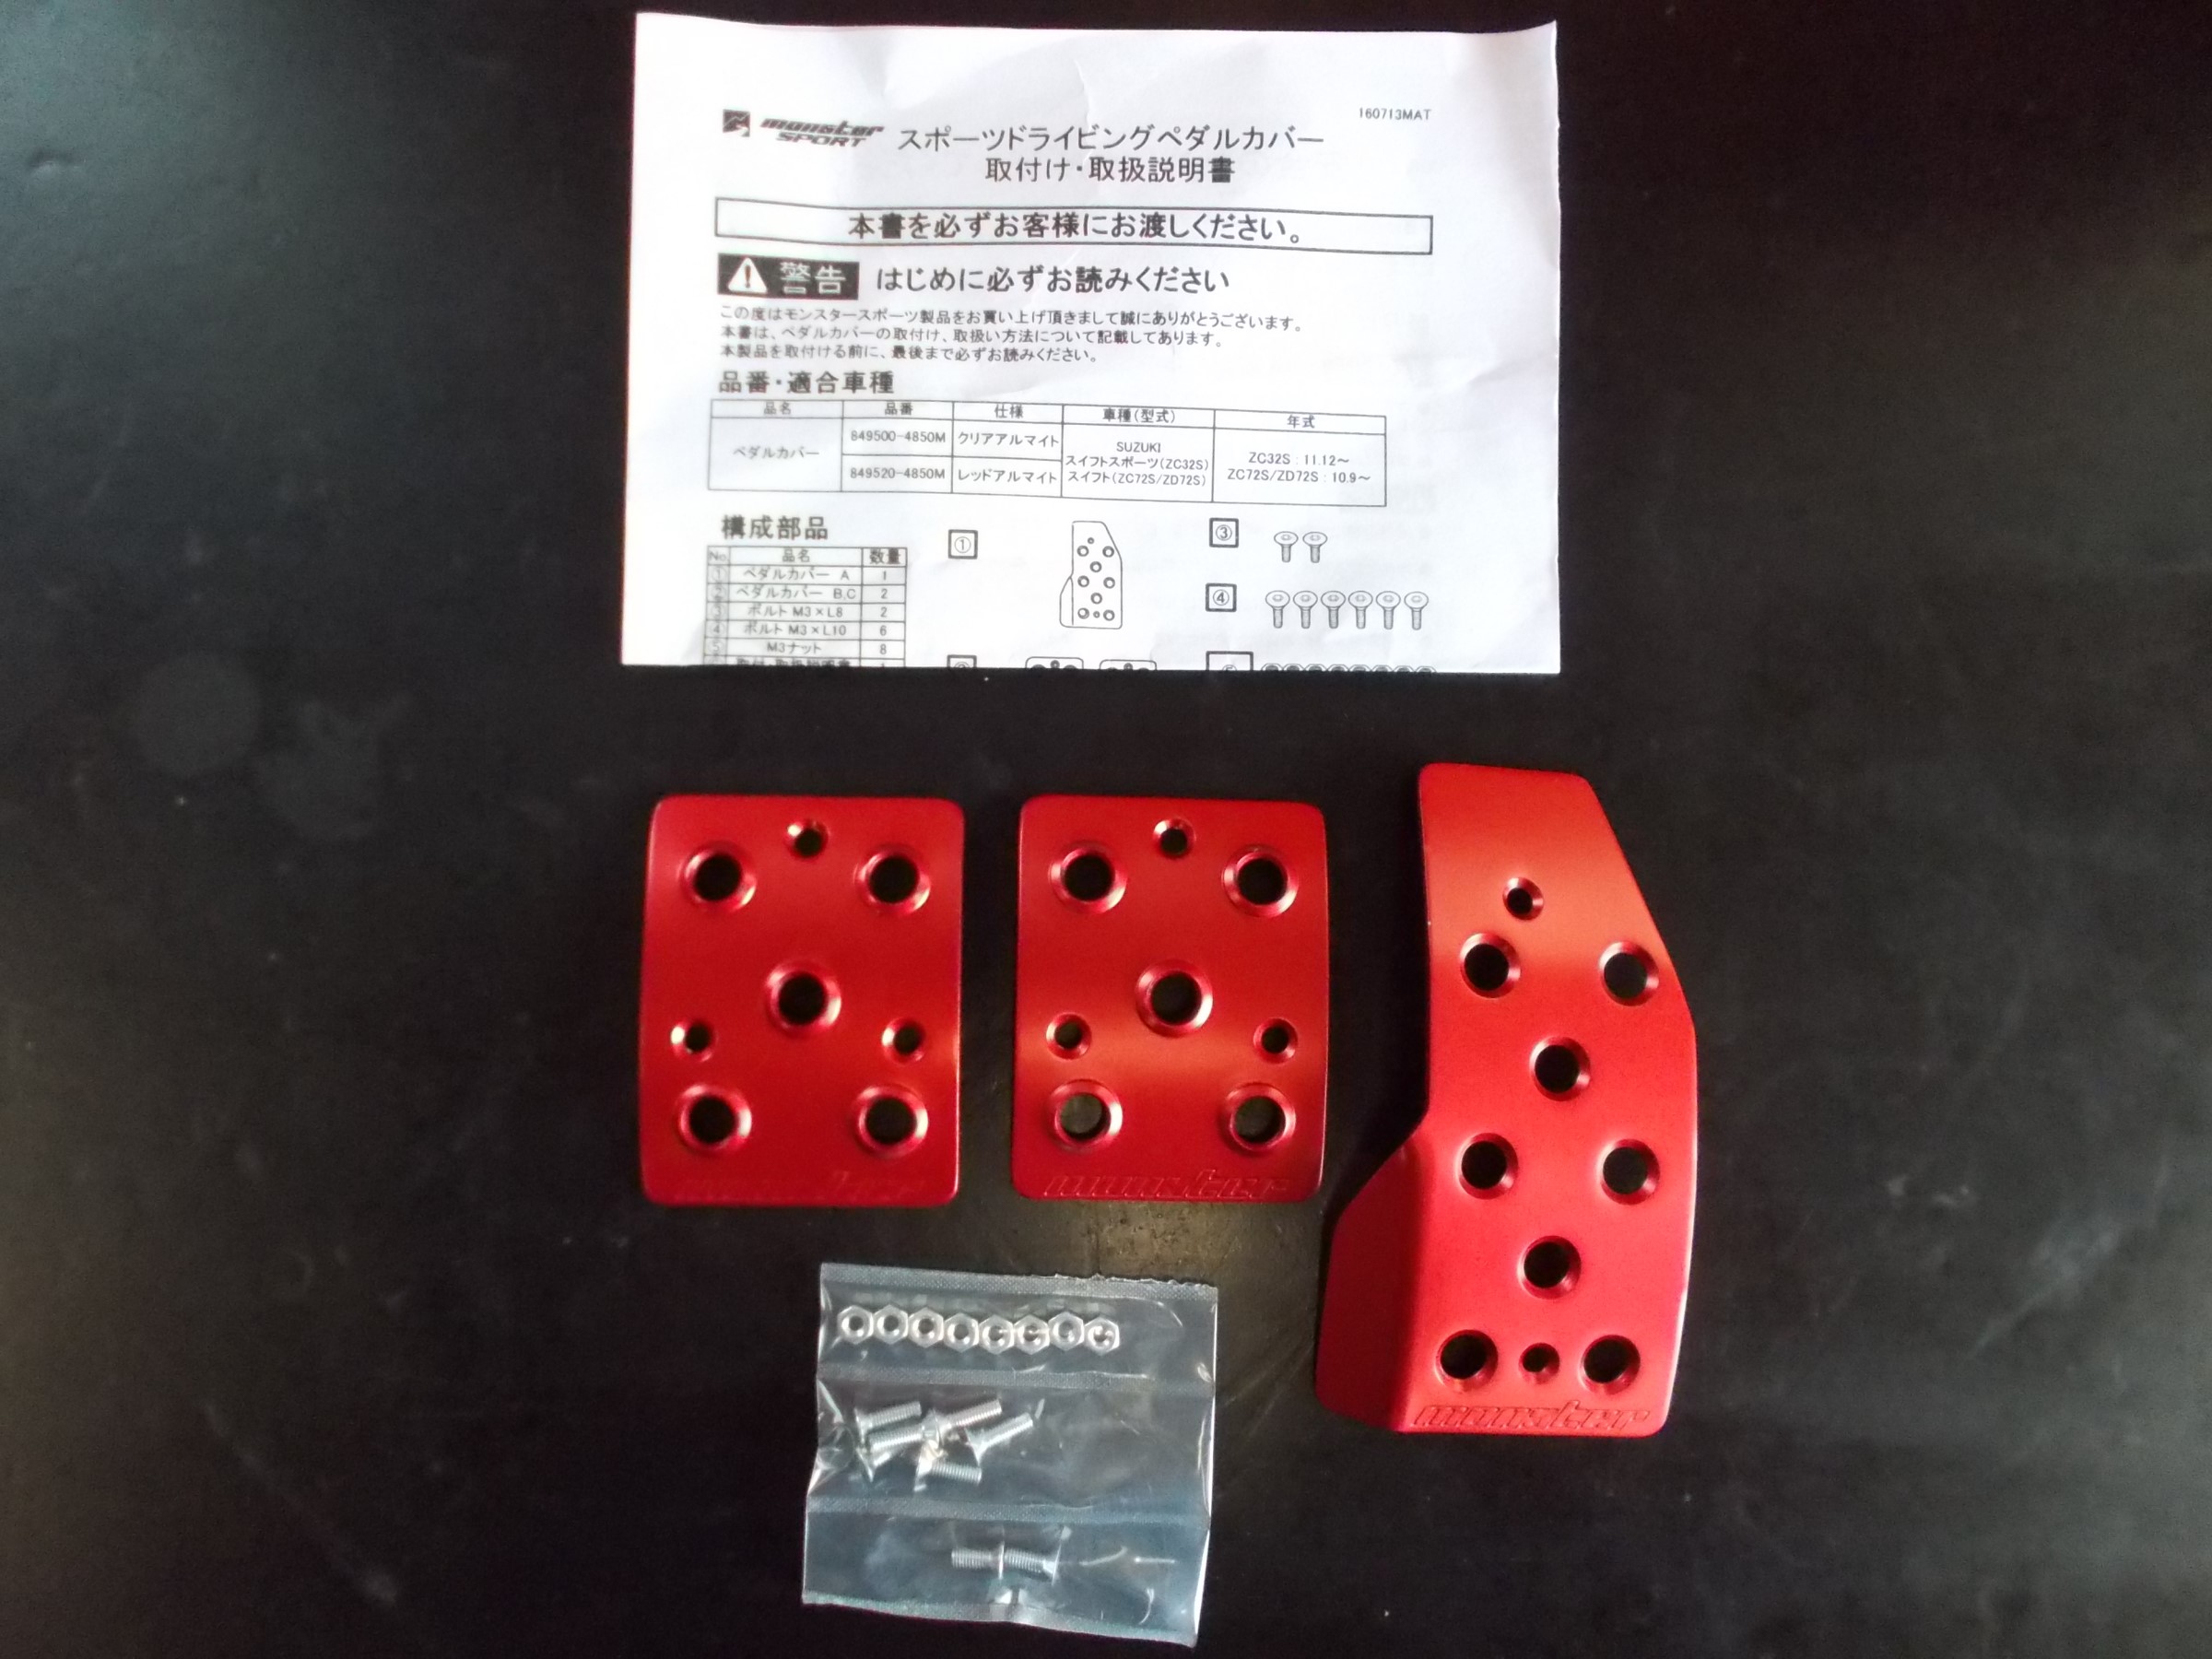 160713MAT
monster SPORT スポーツドライビングペダルカバー
取付け・取扱説明書
本書を必ずお客様にお渡しください。
警告 はじめに必ずお読みください
この度はモンスタースポーツ製品をお買い上げ頂きまして誠にありがとうございます。
本書は、ペダルカバーの取付け、取扱い方法について記載してあります。
本製品を取付ける前に、最後まで必ずお読みください。
品番・適合車種
品名 品番 仕様 車種(型式) 年式
ペダルカバー
849500-4850M クリアアルマイト
849520-4850M レッドアルマイト
SUZUKI
スイフトスポーツ(ZC32S)
スイフト(ZC72S/ZD72S)
ZC32S : 11.12～
ZC72S/ZD72S : 10.9～
構成部品
No. 品名 数量
① ペダルカバー A 1
② ペダルカバー B,C 2
③ ボルト M3×L8 2
④ ボルト M3×L10 6
⑤ M3ナット 8
①
③
④
monster
monster
monster